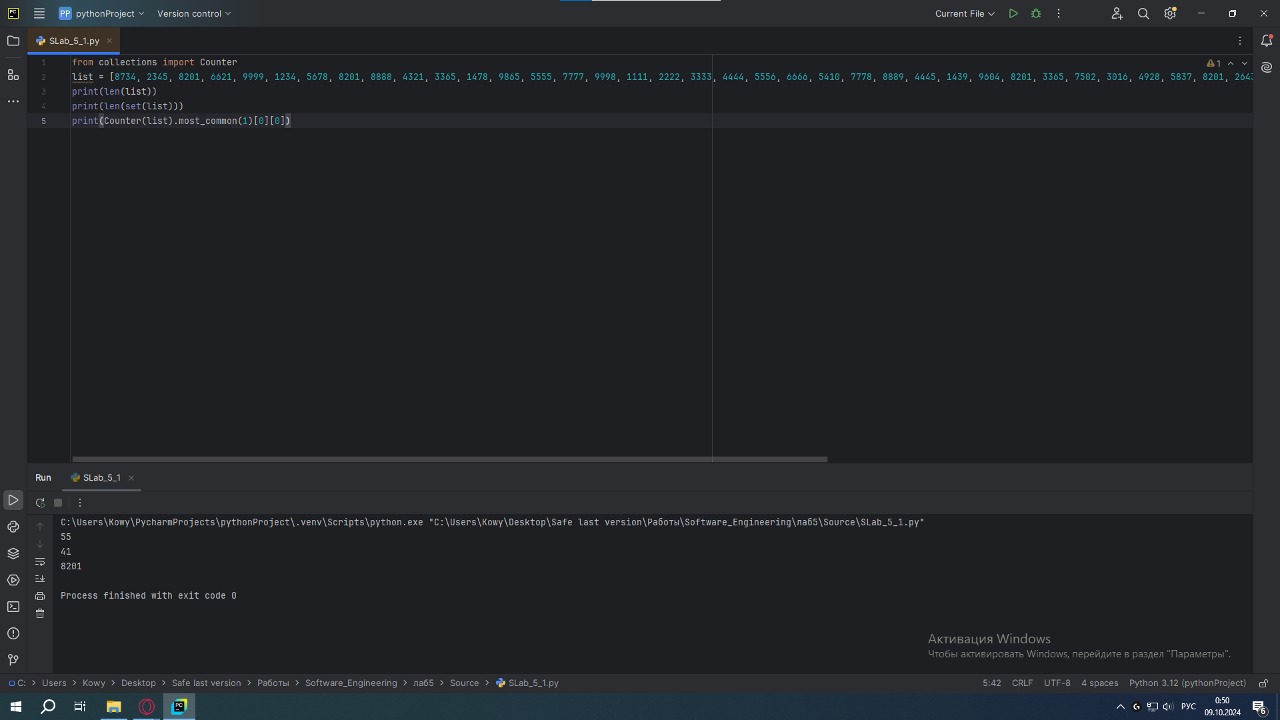 PP pythonProject Version control Current File
SLab_5_1.py
1 from collections import Counter 1
2 list = [8734, 2345, 8201, 6621, 9999, 1234, 5678, 8201, 8888, 4321, 3365, 1478, 9865, 5555, 7777, 9998, 1111, 2222, 3333, 4444, 5556, 6666, 5410, 7778, 8889, 4445, 1439, 9604, 8201, 3365, 7502, 3016, 4928, 5837, 8201, 2643
3 print(len(list))
4 print(len(set(list)))
5 print(Counter(list).most_common(1)[0][0])
Run SLab_5_1
C:\Users\Kowy\PycharmProjects\pythonProject\.venv\Scripts\python.exe "C:\Users\Kowy\Desktop\Safe last version\Работы\Software_Engineering\лаб5\Source\SLab_5_1.py"
55
41
8201
Process finished with exit code 0
Активация Windows
Чтобы активировать Windows, перейдите в раздел "Параметры".
C: Users Kowy Desktop Safe last version Работы Software_Engineering лаб5 Source SLab_5_1.py 5:42 CRLF UTF-8 4 spaces Python 3.12 (pythonProject)
PC РУС 0:50
09.10.2024 6